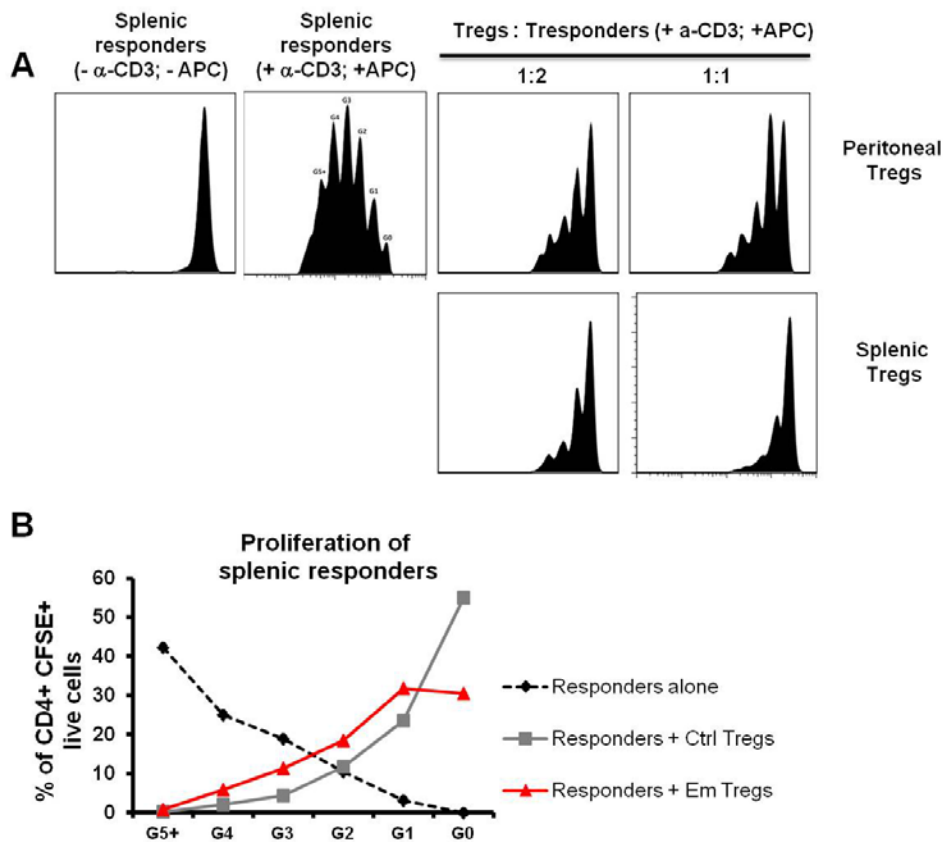 A
Splenic
responders
(- α-CD3; - APC)
Splenic
responders
(+ α-CD3; +APC)
Tregs : Tresponders (+ a-CD3; +APC)
1:2
1:1
G5+
G4
G3
G2
G1
G0
Peritoneal
Tregs
Splenic
Tregs
B
Proliferation of
splenic responders
% of CD4+ CFSE+
live cells
60
50
40
30
20
10
0
G5+ G4 G3 G2 G1 G0
Responders alone
Responders + Ctrl Tregs
Responders + Em Tregs